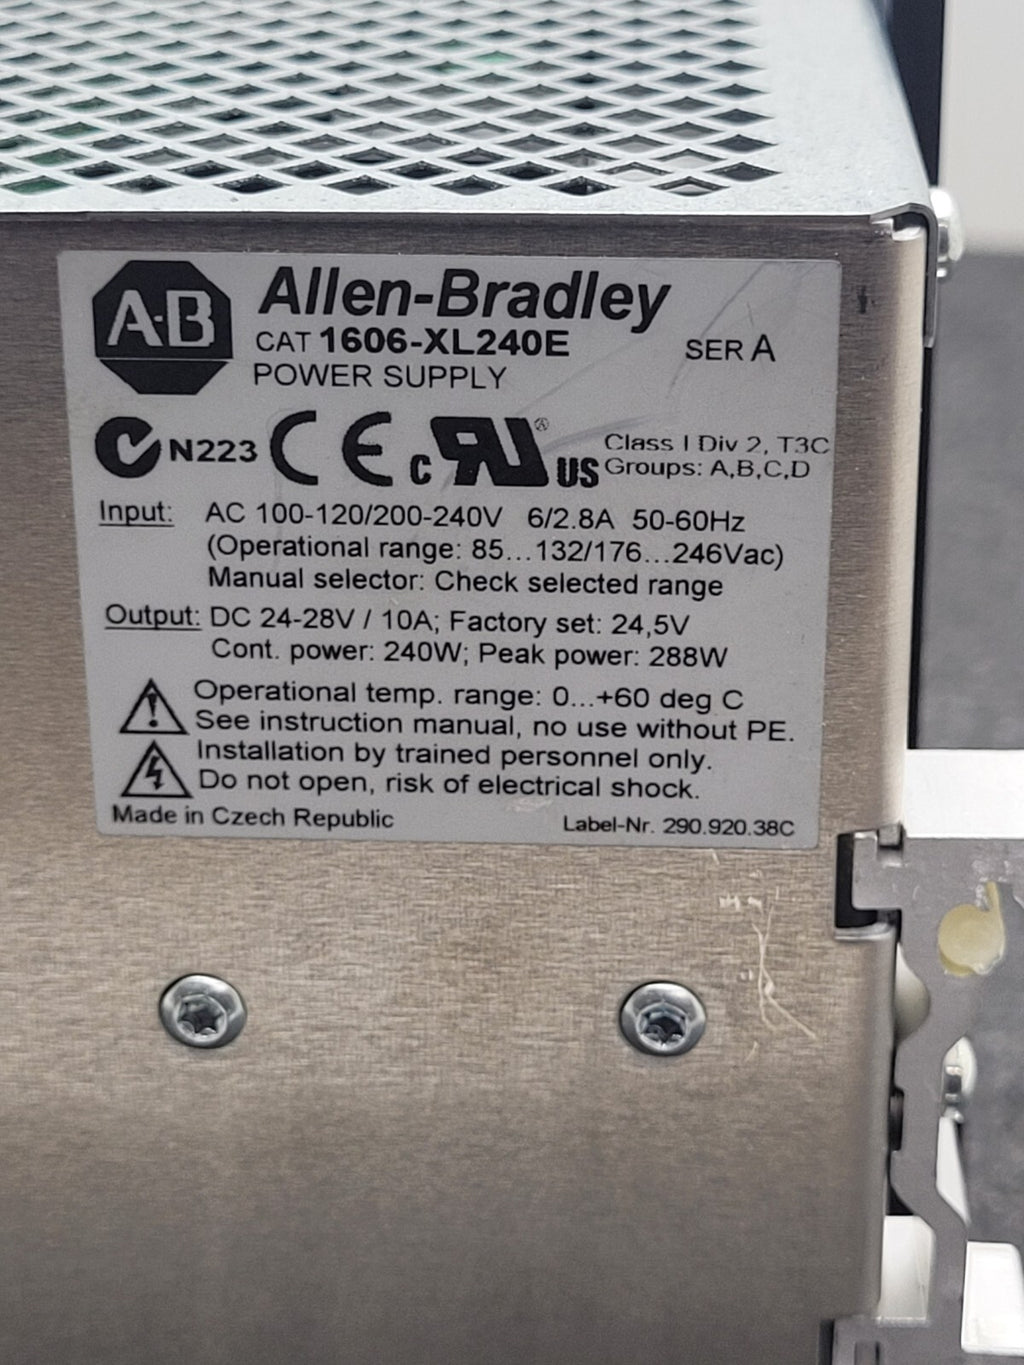 A-B Allen-Bradley
CAT 1606-XL240E SER A
POWER SUPPLY
N223 CE c RU ® US Class I Div 2, T3C
Groups: A,B,C,D
Input: AC 100-120/200-240V 6/2.8A 50-60Hz
(Operational range: 85...132/176...246Vac)
Manual selector: Check selected range
Output: DC 24-28V / 10A; Factory set: 24,5V
Cont. power: 240W; Peak power: 288W
Operational temp. range: 0...+60 deg C
See instruction manual, no use without PE.
Installation by trained personnel only.
Do not open, risk of electrical shock.
Made in Czech Republic Label-Nr. 290.920.38C